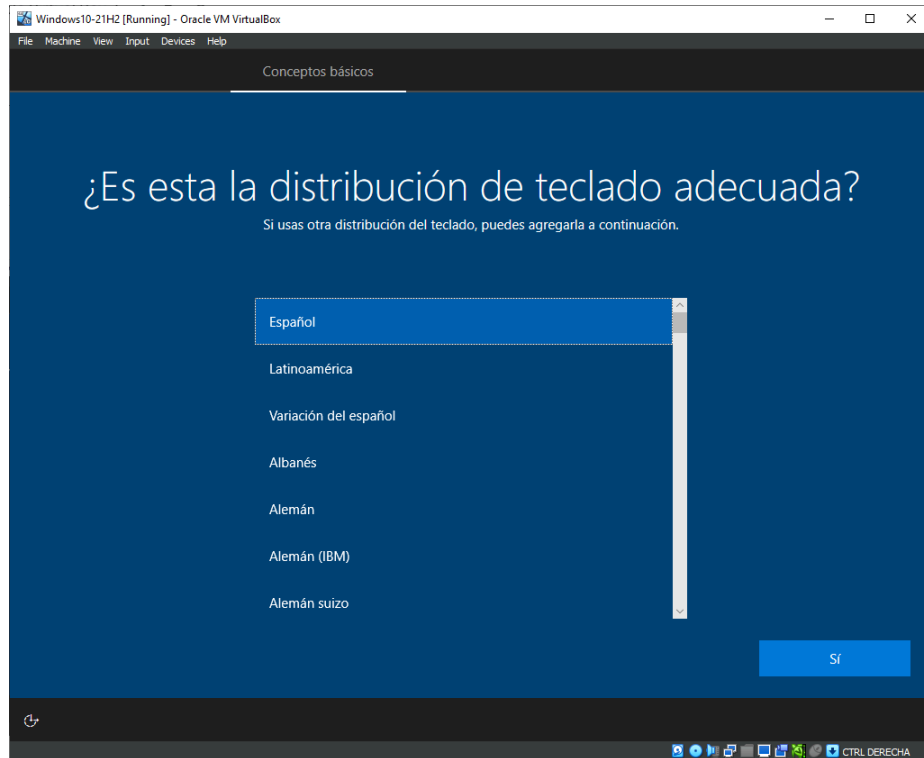 Windows10-21H2 [Running] - Oracle VM VirtualBox
File Machine View Input Devices Help
Conceptos básicos
¿Es esta la distribución de teclado adecuada?
Si usas otra distribución del teclado, puedes agregarla a continuación.
Español
Latinoamérica
Variación del español
Albanés
Alemán
Alemán (IBM)
Alemán suizo
Sí
CTRL DERECHA